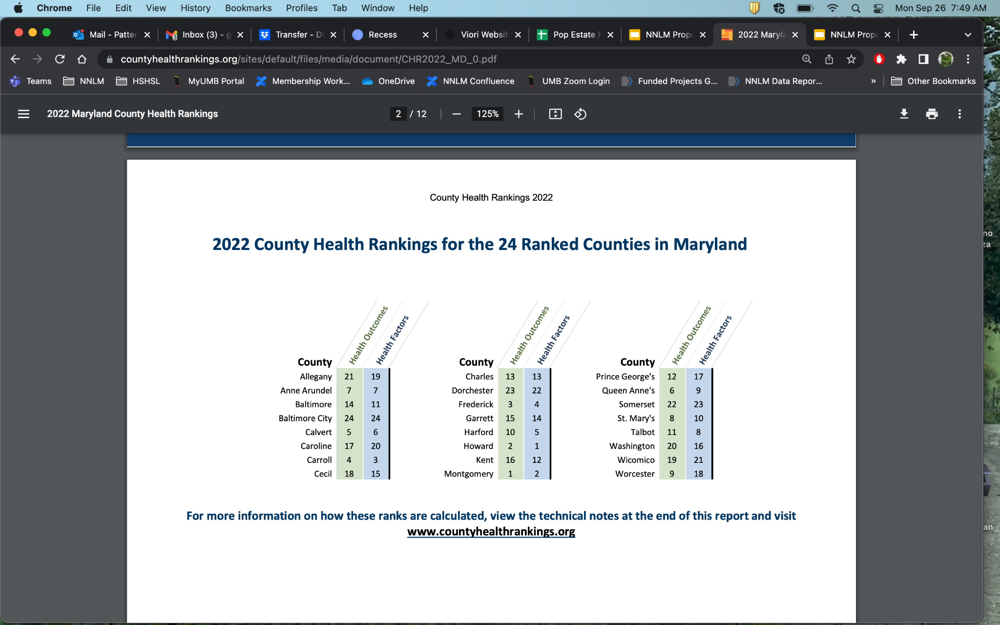 Chrome File Edit View History Bookmarks Profiles Tab Window Help Mon Sep 26 7:49 AM
Mail - Patter Inbox (3) - g Transfer - Dr Recess Viori Websit Pop Estate P NNLM Propo 2022 Maryla NNLM Propo
countyhealthrankings.org/sites/default/files/media/document/CHR2022_MD_0.pdf
Teams NNLM HSHSL MyUMB Portal Membership Work... OneDrive NNLM Confluence UMB Zoom Login Funded Projects G... NNLM Data Repor... » Other Bookmarks
2022 Maryland County Health Rankings 2 / 12 125%
County Health Rankings 2022
2022 County Health Rankings for the 24 Ranked Counties in Maryland
County Health Outcomes Health Factors
Allegany 21 19
Anne Arundel 7 7
Baltimore 14 11
Baltimore City 24 24
Calvert 5 6
Caroline 17 20
Carroll 4 3
Cecil 18 15
County Health Outcomes Health Factors
Charles 13 13
Dorchester 23 22
Frederick 3 4
Garrett 15 14
Harford 10 5
Howard 2 1
Kent 16 12
Montgomery 1 2
County Health Outcomes Health Factors
Prince George's 12 17
Queen Anne's 6 9
Somerset 22 23
St. Mary's 8 10
Talbot 11 8
Washington 20 16
Wicomico 19 21
Worcester 9 18
For more information on how these ranks are calculated, view the technical notes at the end of this report and visit
www.countyhealthrankings.org